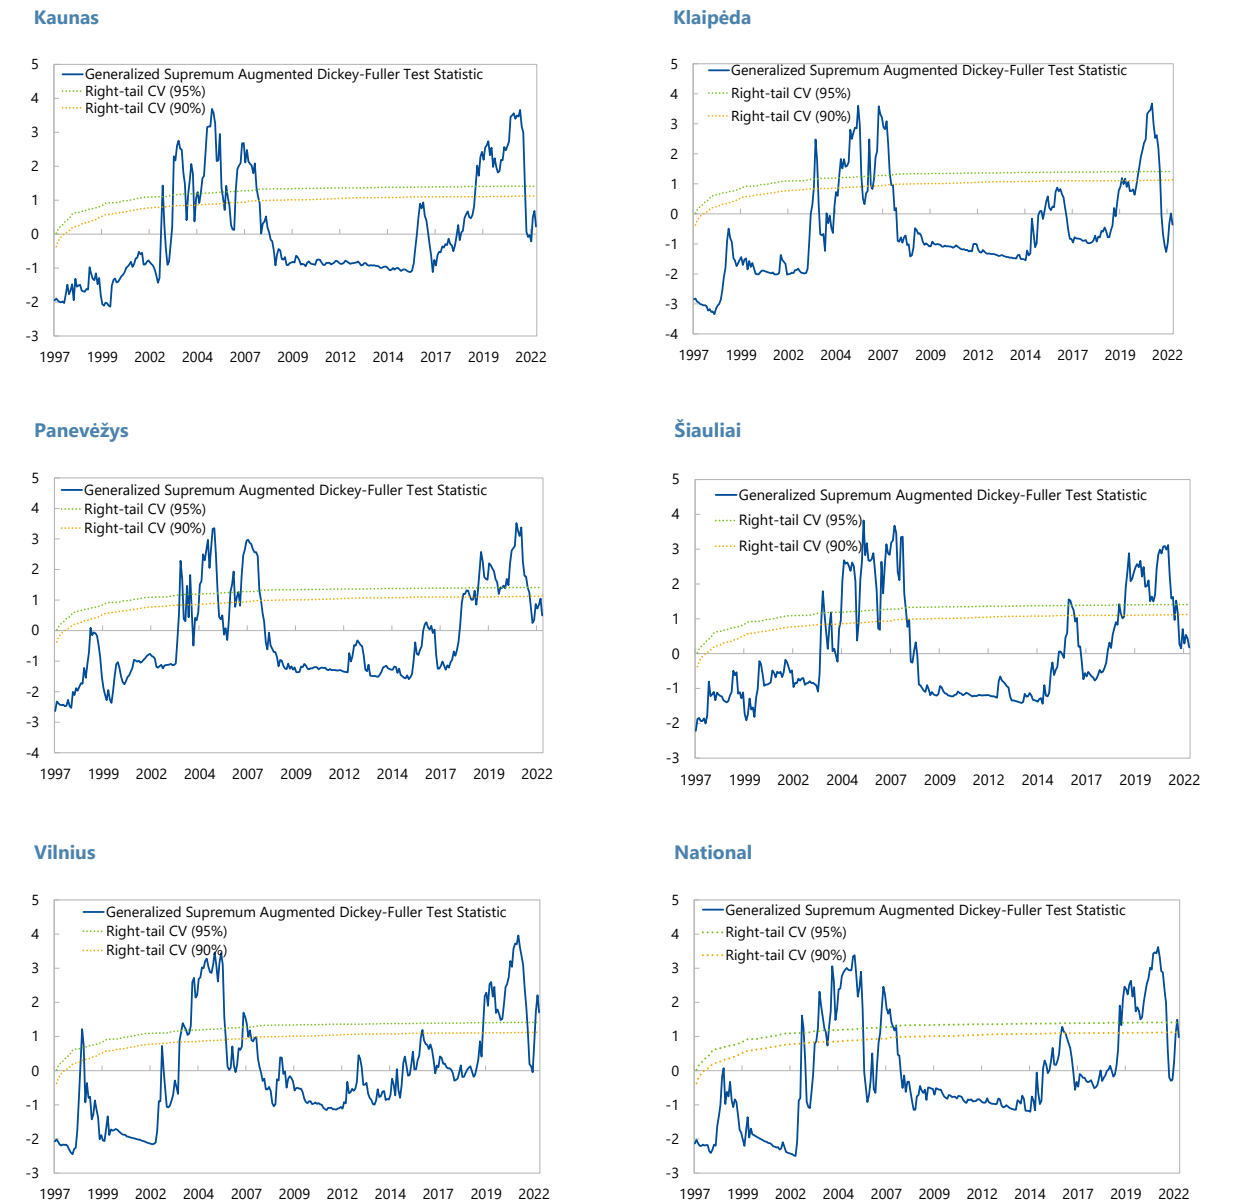 Kaunas
5
4
3
2
1
0
-1
-2
-3
Generalized Supremum Augmented Dickey-Fuller Test Statistic
Right-tail CV (95%)
Right-tail CV (90%)
1997 1999 2002 2004 2007 2009 2012 2014 2017 2019 2022
Klaipėda
5
4
3
2
1
0
-1
-2
-3
-4
Generalized Supremum Augmented Dickey-Fuller Test Statistic
Right-tail CV (95%)
Right-tail CV (90%)
1997 1999 2002 2004 2007 2009 2012 2014 2017 2019 2022
Panevėžys
5
4
3
2
1
0
-1
-2
-3
-4
Generalized Supremum Augmented Dickey-Fuller Test Statistic
Right-tail CV (95%)
Right-tail CV (90%)
1997 1999 2002 2004 2007 2009 2012 2014 2017 2019 2022
Šiauliai
5
4
3
2
1
0
-1
-2
-3
Generalized Supremum Augmented Dickey-Fuller Test Statistic
Right-tail CV (95%)
Right-tail CV (90%)
1997 1999 2002 2004 2007 2009 2012 2014 2017 2019 2022
Vilnius
5
4
3
2
1
0
-1
-2
-3
Generalized Supremum Augmented Dickey-Fuller Test Statistic
Right-tail CV (95%)
Right-tail CV (90%)
1997 1999 2002 2004 2007 2009 2012 2014 2017 2019 2022
National
5
4
3
2
1
0
-1
-2
-3
Generalized Supremum Augmented Dickey-Fuller Test Statistic
Right-tail CV (95%)
Right-tail CV (90%)
1997 1999 2002 2004 2007 2009 2012 2014 2017 2019 2022